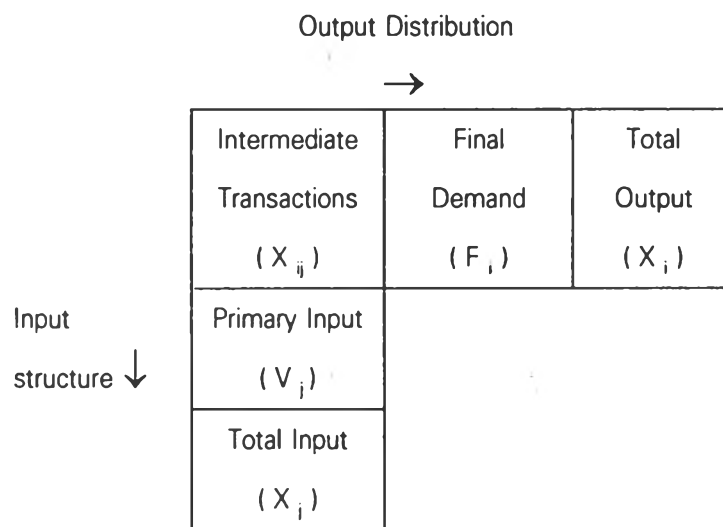 Output Distribution
→
Intermediate Final Total
Transactions Demand Output
( X ij ) ( F i ) ( X i )
Input Primary Input
structure ↓ ( V j )
Total Input
( X j )